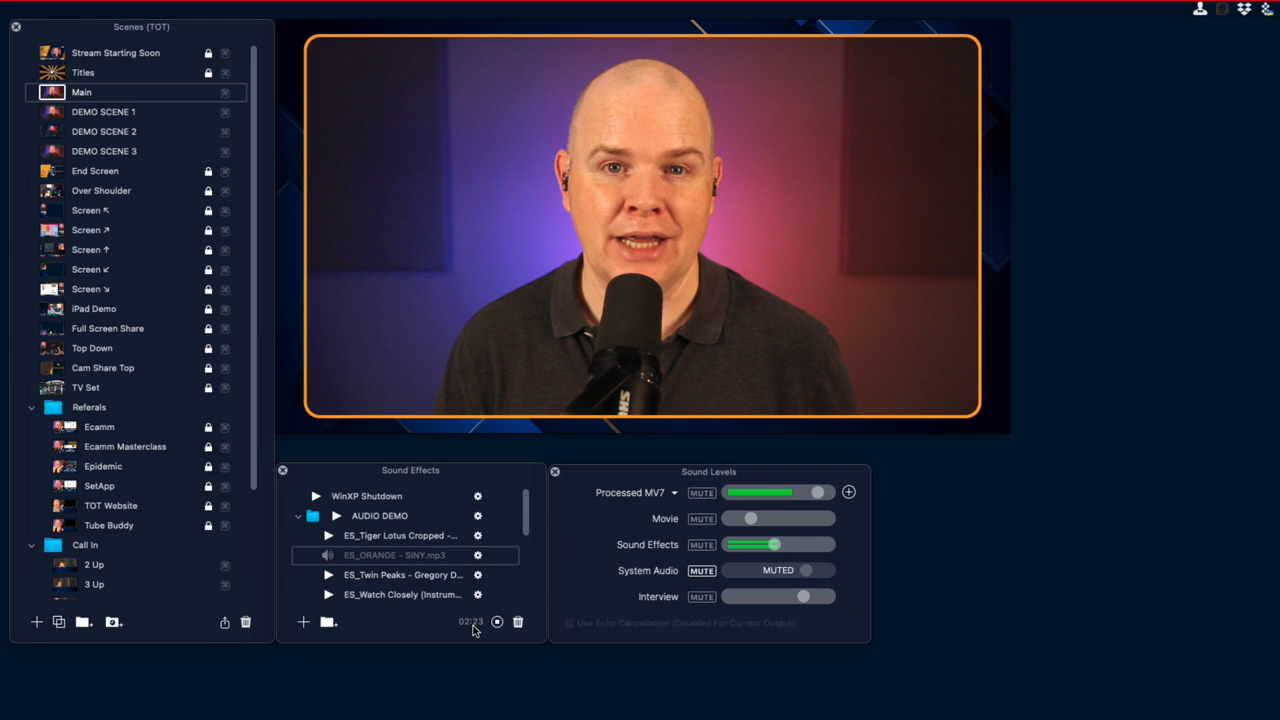 Scenes (TOT)
Stream Starting Soon
Titles
Main
DEMO SCENE 1
DEMO SCENE 2
DEMO SCENE 3
End Screen
Over Shoulder
Screen ↖
Screen ↗
Screen ↑
Screen ↙
Screen ↘
iPad Demo
Full Screen Share
Top Down
Cam Share Top
TV Set
Referals
Ecamm
Ecamm Masterclass
Epidemic
SetApp
TOT Website
Tube Buddy
Call In
2 Up
3 Up
SHU
Sound Effects
WinXP Shutdown
AUDIO DEMO
ES_Tiger Lotus Cropped -...
ES_ORANGE - SINY.mp3
ES_Twin Peaks - Gregory D...
ES_Watch Closely (Instrum...
02:23
Sound Levels
Processed MV7 MUTE
Movie MUTE
Sound Effects MUTE
System Audio MUTE MUTED
Interview MUTE
Use Echo Cancellation (Disabled For Current Output)